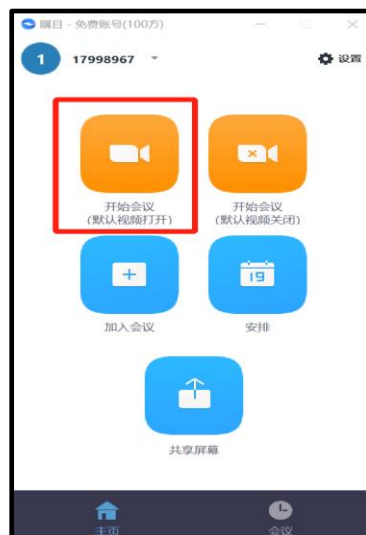 瞩目 - 免费账号(100方)
1 17998967 设置
开始会议 开始会议
(默认视频打开) (默认视频关闭)
19
加入会议 安排
共享屏幕
主页 会议